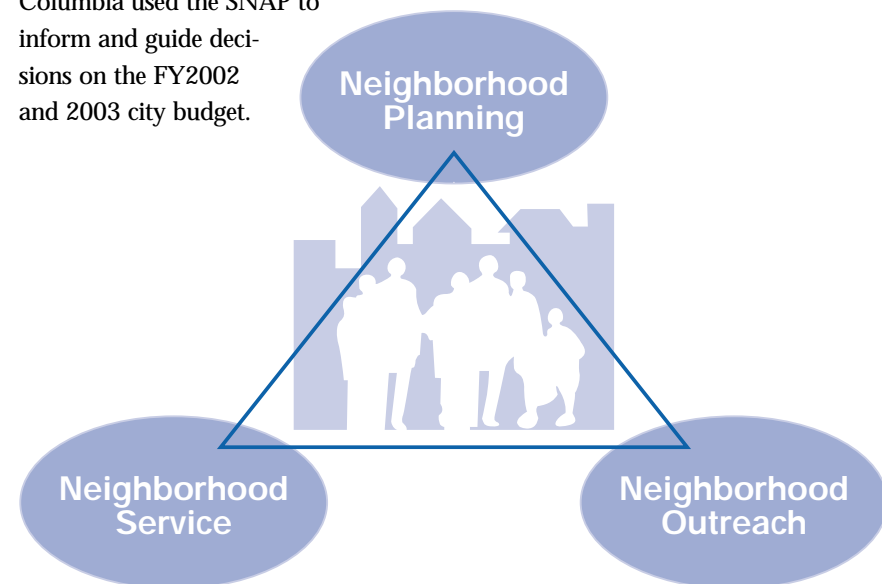 Columbia used the SNAP to
inform and guide deci-
sions on the FY2002
and 2003 city budget.
Neighborhood
Planning
Neighborhood
Service
Neighborhood
Outreach